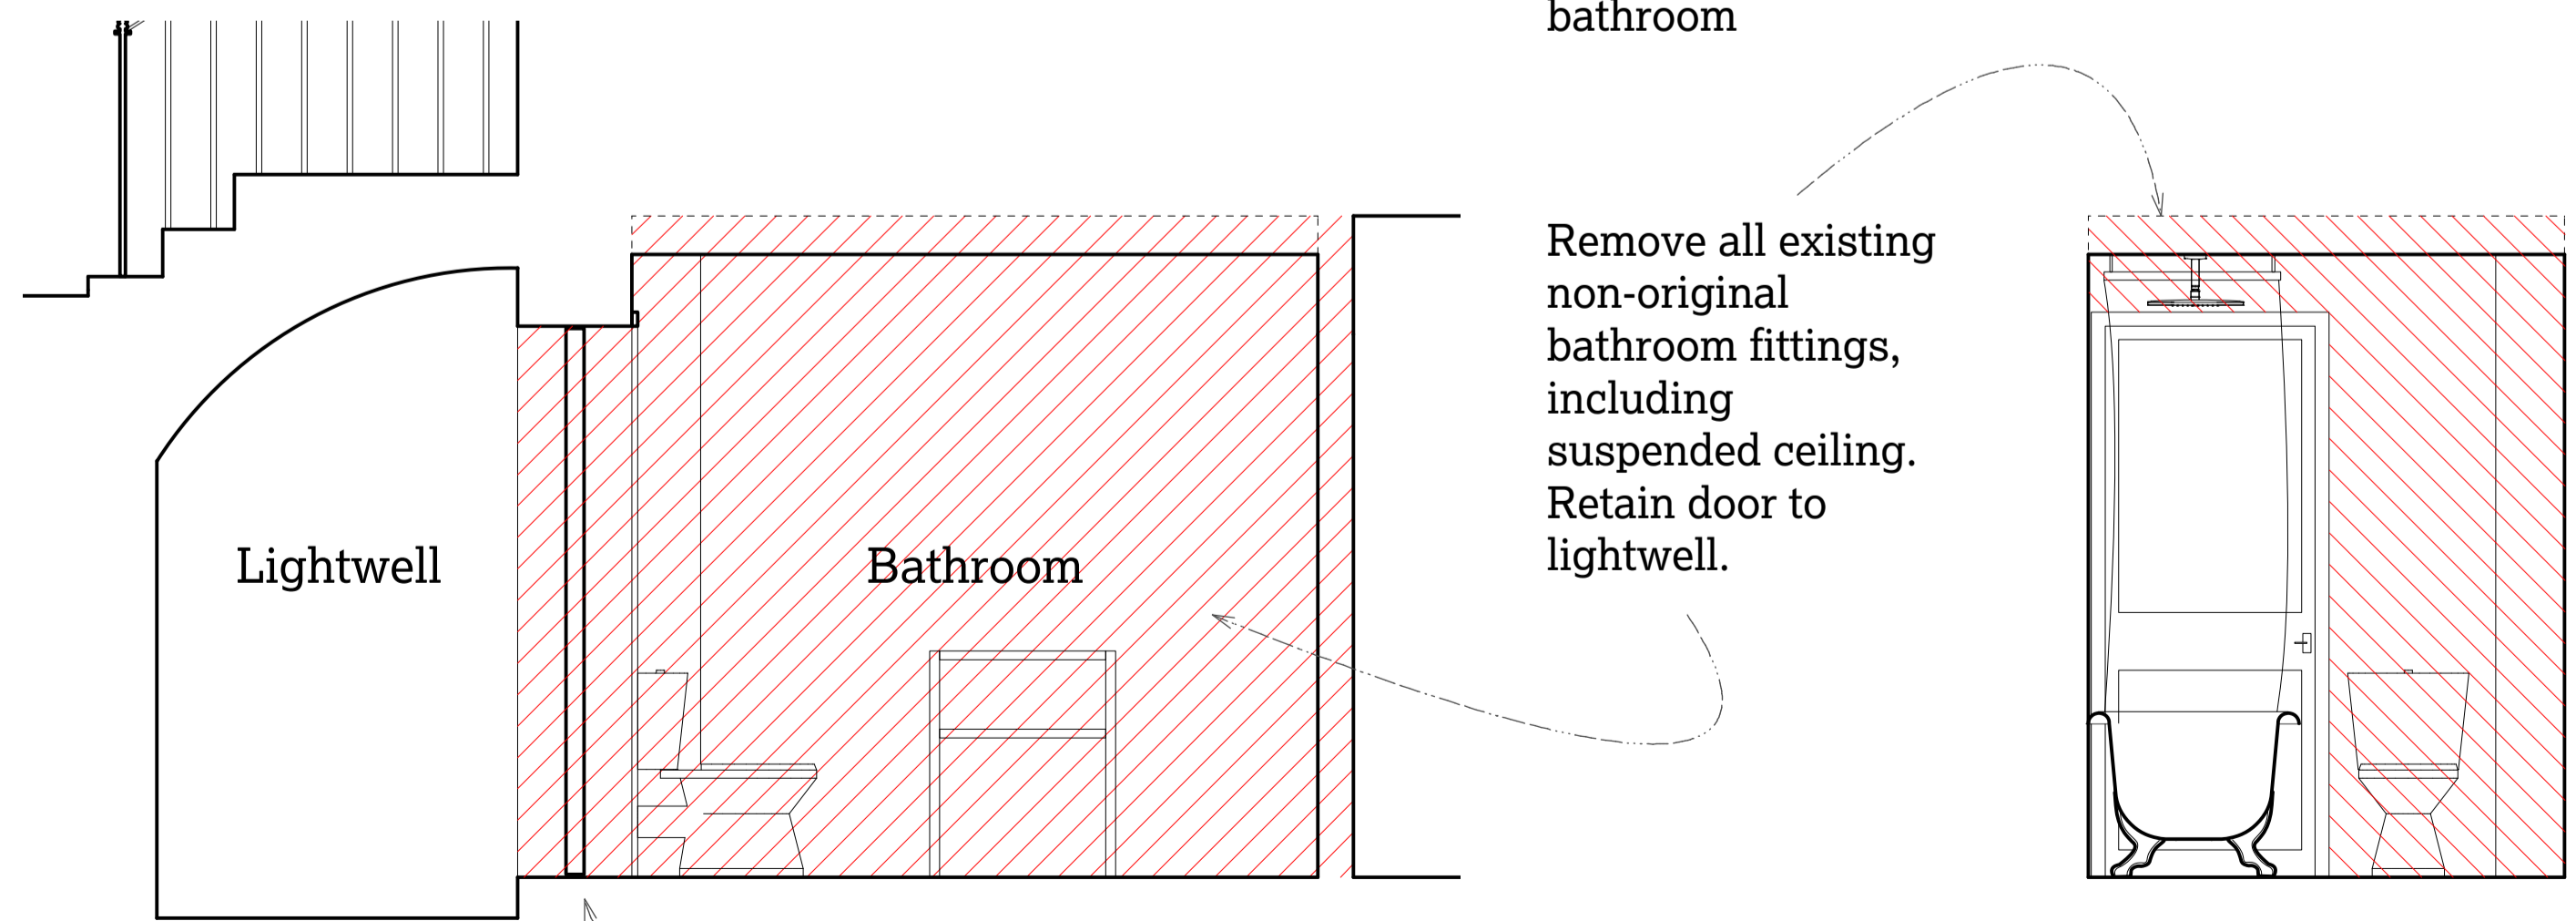 bathroom
Remove all existing
non-original
bathroom fittings,
including
suspended ceiling.
Retain door to
lightwell.
Lightwell
Bathroom